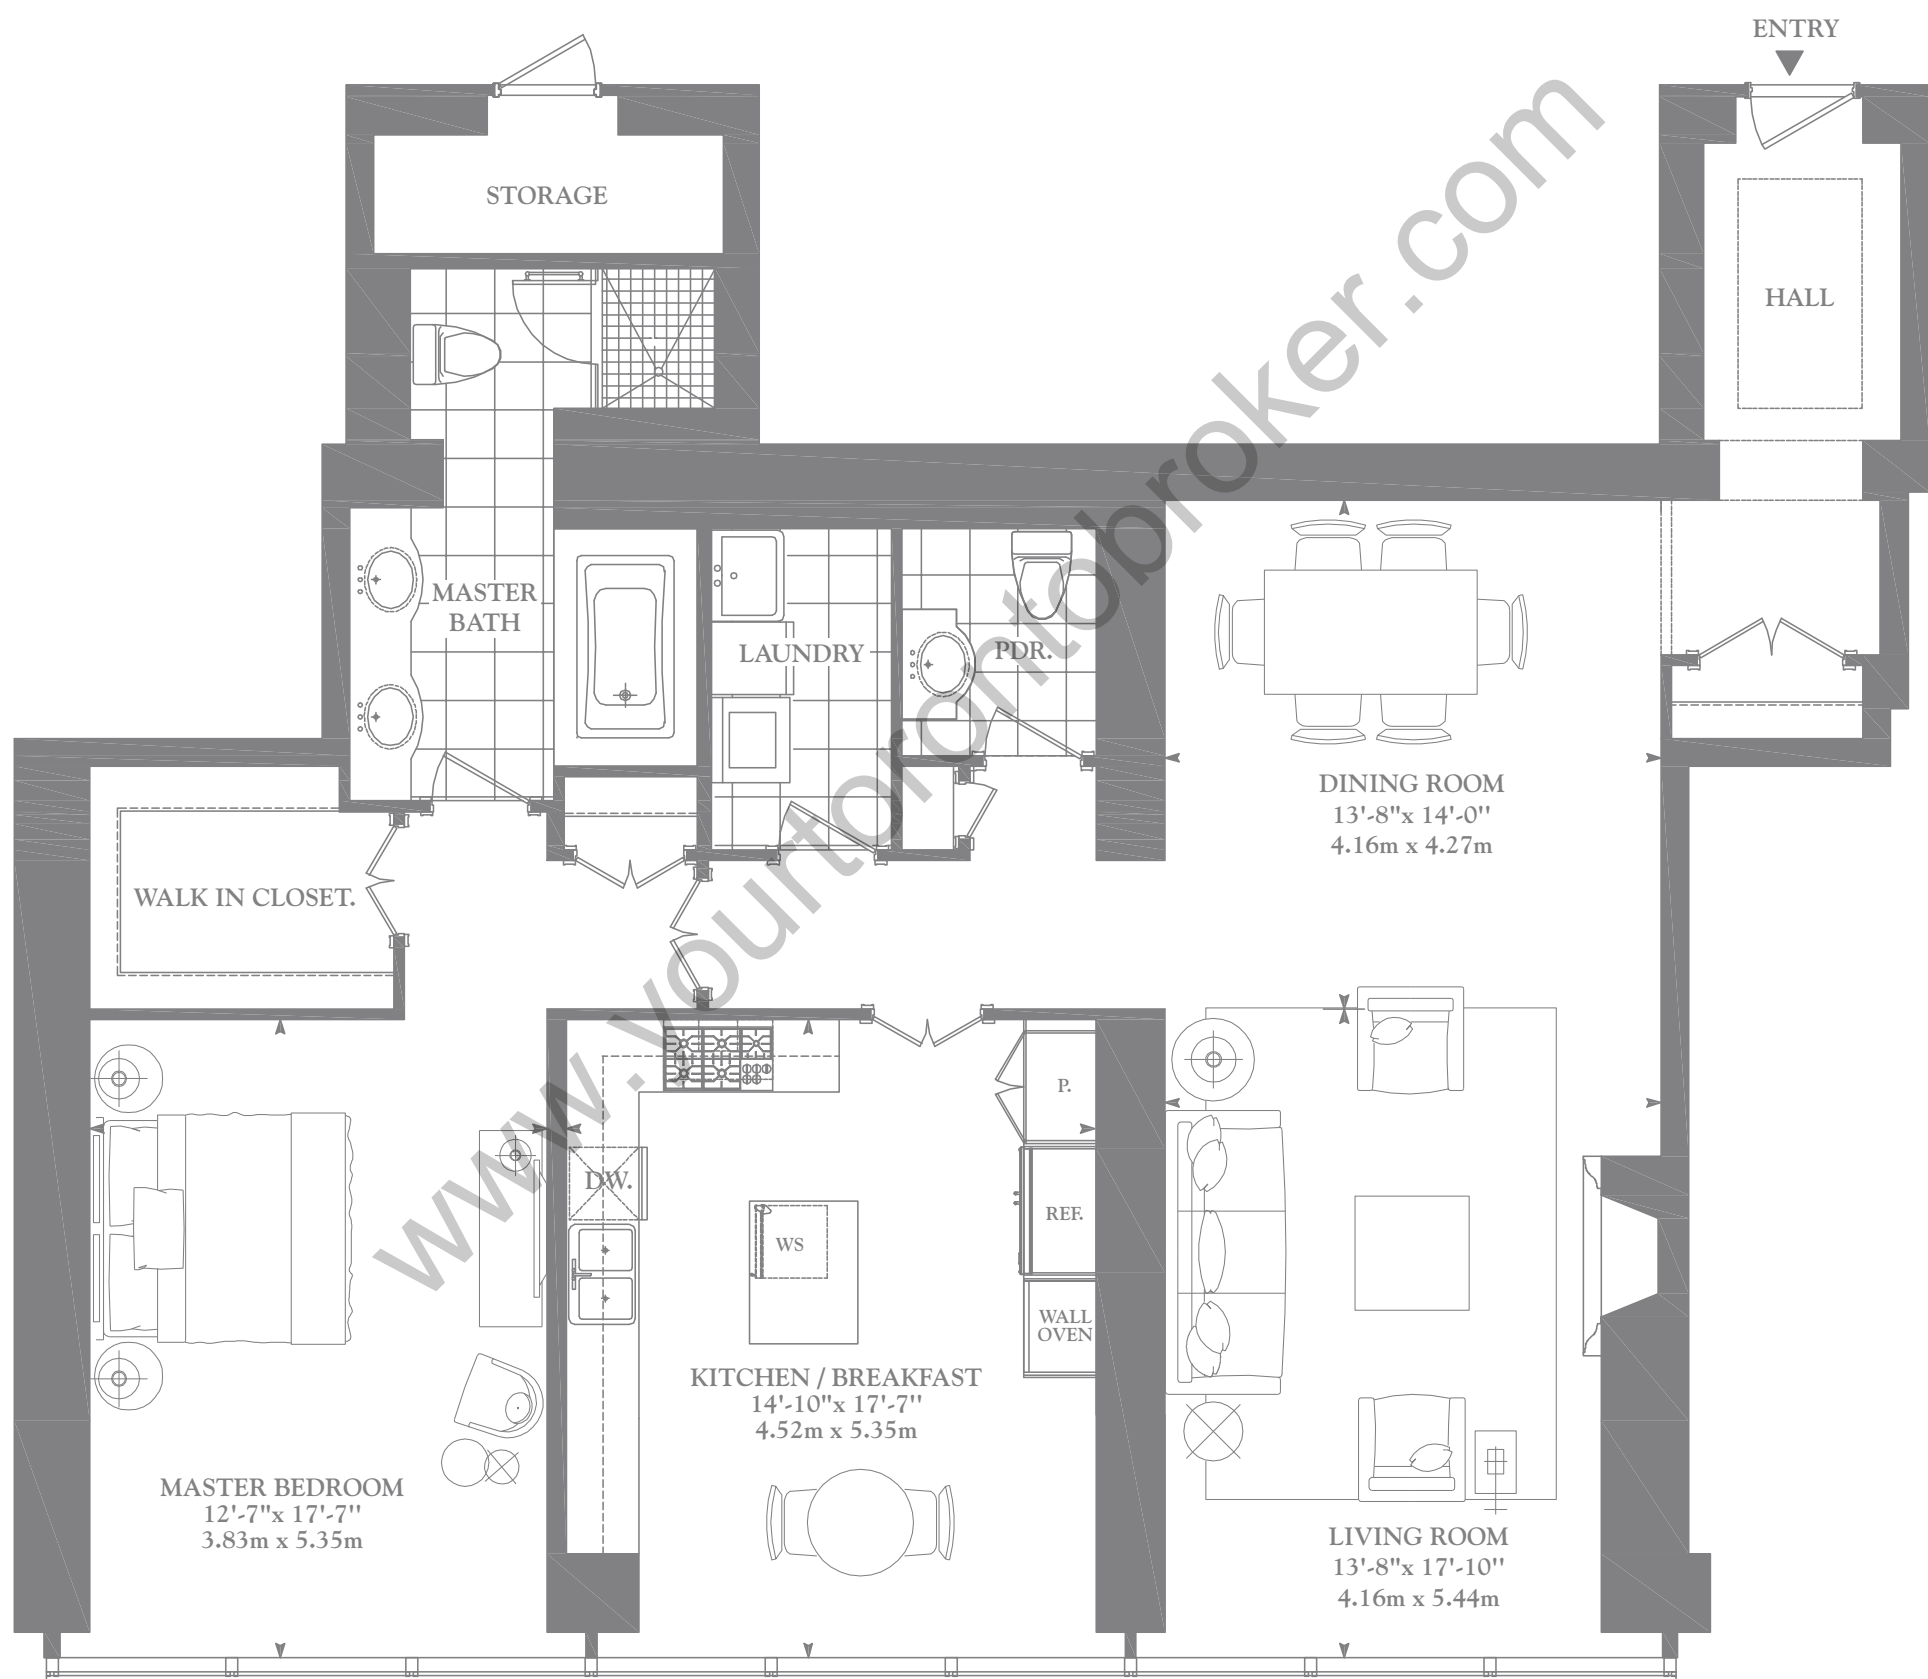 ENTRY
STORAGE
HALL
MASTER
BATH
LAUNDRY
PDR.
DINING ROOM
13'-8"x 14'-0"
4.16m x 4.27m
WALK IN CLOSET.
P.
DW.
REF.
WS
WALL
OVEN
KITCHEN / BREAKFAST
14'-10"x 17'-7"
4.52m x 5.35m
MASTER BEDROOM
12'-7"x 17'-7"
3.83m x 5.35m
LIVING ROOM
13'-8"x 17'-10"
4.16m x 5.44m
www.yourtorontobroker.com